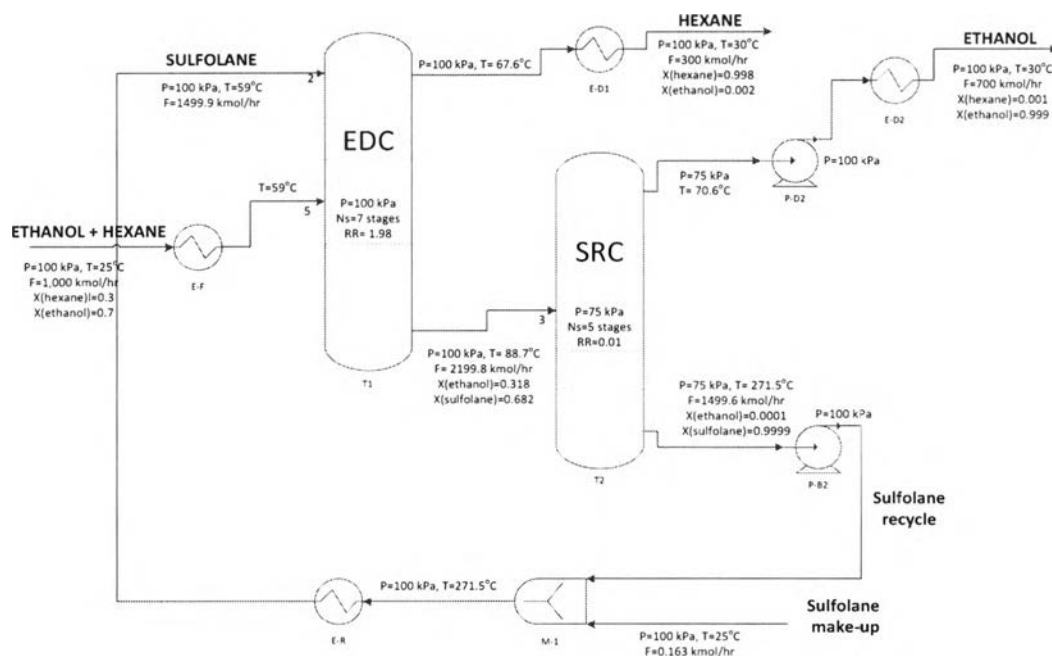 HEXANE
P=100 kPa, T=30°C
F=300 kmol/hr
X(hexane)=0.998
X(ethanol)=0.002
ETHANOL
P=100 kPa, T=30°C
F=700 kmol/hr
X(hexane)=0.001
X(ethanol)=0.999
SULFOLANE
P=100 kPa, T=59°C
F=1499.9 kmol/hr
2
P=100 kPa, T= 67.6°C
E-D1
E-D2
EDC
P=100 kPa
Ns=7 stages
RR= 1.98
T1
T=59°C
5
ETHANOL + HEXANE
P=100 kPa, T=25°C
F=1,000 kmol/hr
X(hexane)l=0.3
X(ethanol)=0.7
E-F
P=75 kPa
T= 70.6°C
P=100 kPa
P-D2
SRC
P=75 kPa
Ns=5 stages
RR=0.01
T2
3
P=100 kPa, T= 88.7°C
F= 2199.8 kmol/hr
X(ethanol)=0.318
X(sulfolane)=0.682
P=75 kPa, T= 271.5°C
F=1499.6 kmol/hr
X(ethanol)=0.0001
X(sulfolane)=0.9999
P=100 kPa
P-B2
Sulfolane
recycle
P=100 kPa, T=271.5°C
E-R
M-1
Sulfolane
make-up
P=100 kPa, T=25°C
F=0.163 kmol/hr